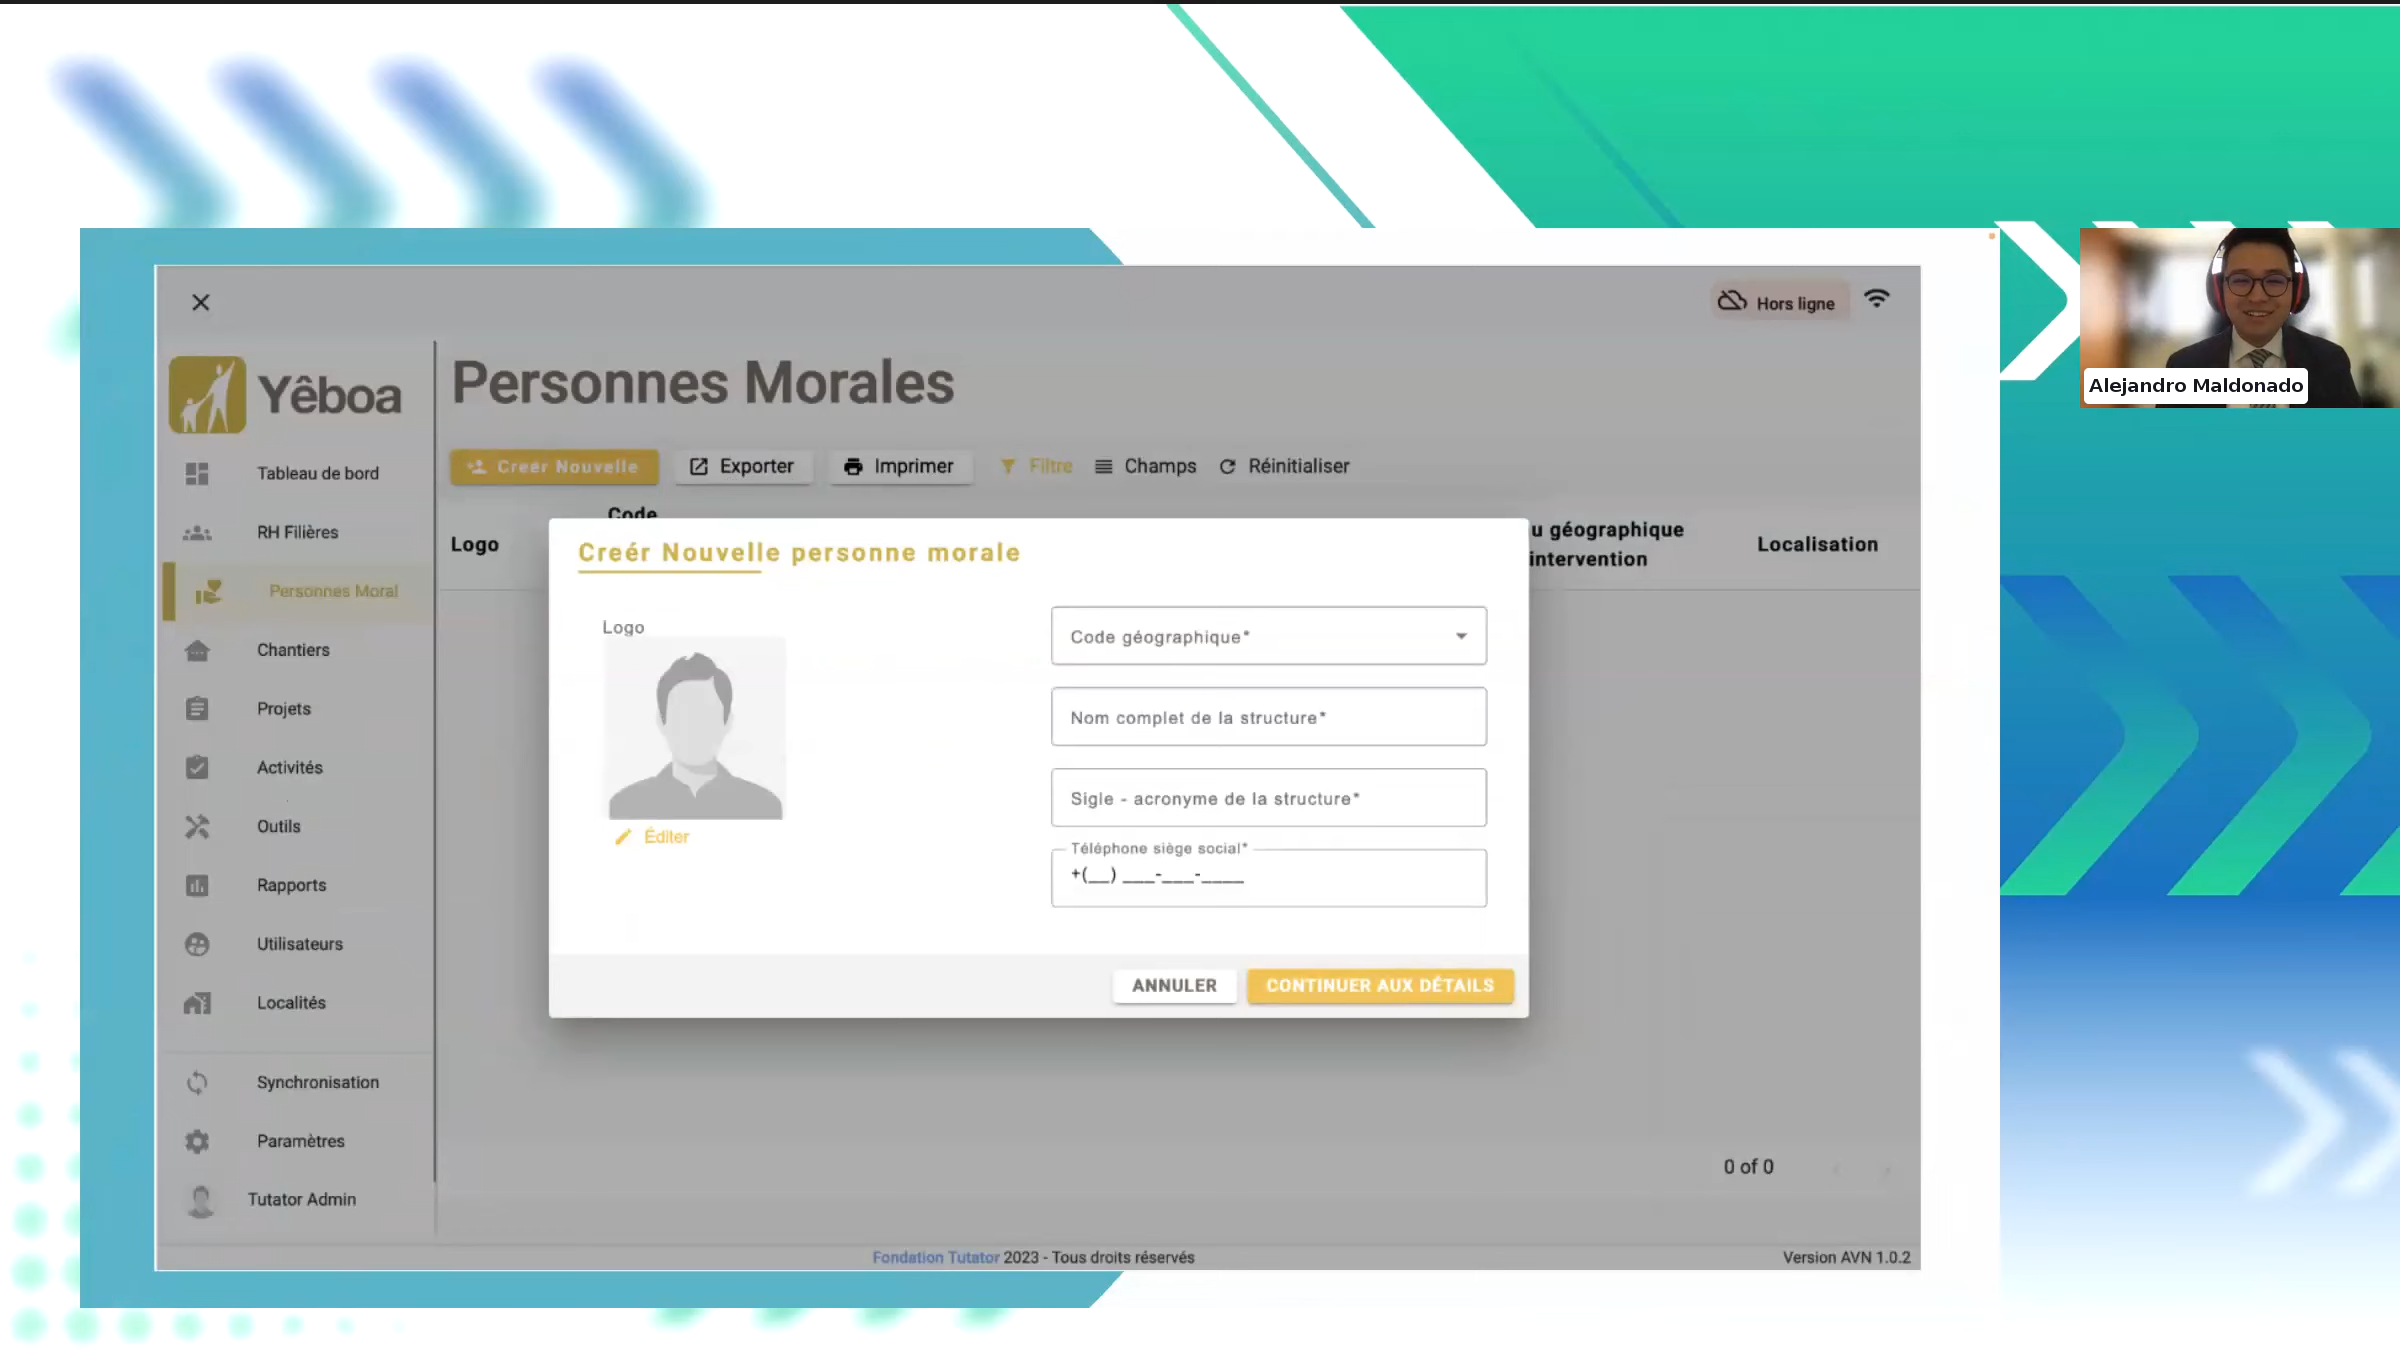 Hors ligne
Alejandro Maldonado
Yêboa
Personnes Morales
Tableau de bord
RH Filières
Personnes Moral
Chantiers
Projets
Activités
Outils
Rapports
Utilisateurs
Localités
Synchronisation
Paramètres
Tutator Admin
Creér Nouvelle
Exporter
Imprimer
Filtre
Champs
Réinitialiser
Logo
Code
u géographique
intervention
Localisation
Creér Nouvelle personne morale
Logo
Éditer
Code géographique*
Nom complet de la structure*
Sigle - acronyme de la structure*
Téléphone siège social*
+(__) ___-___-____
ANNULER
CONTINUER AUX DÉTAILS
0 of 0
Fondation Tutator 2023 - Tous droits réservés
Version AVN 1.0.2